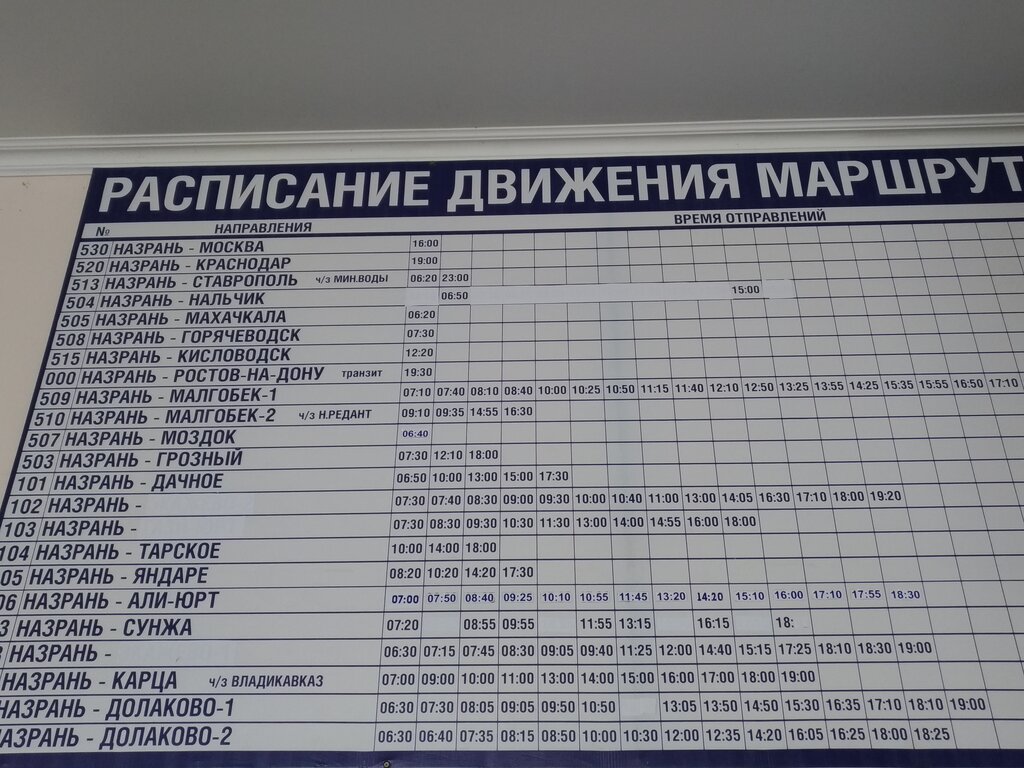 РАСПИСАНИЕ ДВИЖЕНИЯ МАРШРУТ
№ НАПРАВЛЕНИЯ ВРЕМЯ ОТПРАВЛЕНИЙ
530 НАЗРАНЬ - МОСКВА 16:00
520 НАЗРАНЬ - КРАСНОДАР 19:00
513 НАЗРАНЬ - СТАВРОПОЛЬ ч/з МИН.ВОДЫ 06:20 23:00
504 НАЗРАНЬ - НАЛЬЧИК 06:50 15:00
505 НАЗРАНЬ - МАХАЧКАЛА 06:20
508 НАЗРАНЬ - ГОРЯЧЕВОДСК 07:30
515 НАЗРАНЬ - КИСЛОВОДСК 12:20
000 НАЗРАНЬ - РОСТОВ-НА-ДОНУ транзит 19:30
509 НАЗРАНЬ - МАЛГОБЕК-1 07:10 07:40 08:10 08:40 10:00 10:25 10:50 11:15 11:40 12:10 12:50 13:25 13:55 14:25 15:35 15:55 16:50 17:10
510 НАЗРАНЬ - МАЛГОБЕК-2 ч/з Н.РЕДАНТ 09:10 09:35 14:55 16:30
507 НАЗРАНЬ - МОЗДОК 06:40
503 НАЗРАНЬ - ГРОЗНЫЙ 07:30 12:10 18:00
101 НАЗРАНЬ - ДАЧНОЕ 06:50 10:00 13:00 15:00 17:30
102 НАЗРАНЬ - 07:30 07:40 08:30 09:00 09:30 10:00 10:40 11:00 13:00 14:05 16:30 17:10 18:00 19:20
103 НАЗРАНЬ - 07:30 08:30 09:30 10:30 11:30 13:00 14:00 14:55 16:00 18:00
104 НАЗРАНЬ - ТАРСКОЕ 10:00 14:00 18:00
05 НАЗРАНЬ - ЯНДАРЕ 08:20 10:20 14:20 17:30
06 НАЗРАНЬ - АЛИ-ЮРТ 07:00 07:50 08:40 09:25 10:10 10:55 11:45 13:20 14:20 15:10 16:00 17:10 17:55 18:30
3 НАЗРАНЬ - СУНЖА 07:20 08:55 09:55 11:55 13:15 16:15 18:
НАЗРАНЬ - 06:30 07:15 07:45 08:30 09:05 09:40 11:25 12:00 14:40 15:15 17:25 18:10 18:30 19:00
НАЗРАНЬ - КАРЦА ч/з ВЛАДИКАВКАЗ 07:00 09:00 10:00 11:00 13:00 14:00 15:00 16:00 17:00 18:00 19:00
НАЗРАНЬ - ДОЛАКОВО-1 06:30 07:30 08:05 09:05 09:50 10:50 13:05 13:50 14:50 15:30 16:35 17:10 18:10 19:00
АЗРАНЬ - ДОЛАКОВО-2 06:30 06:40 07:35 08:15 08:50 10:00 10:30 12:00 12:35 14:20 16:05 16:25 18:00 18:25